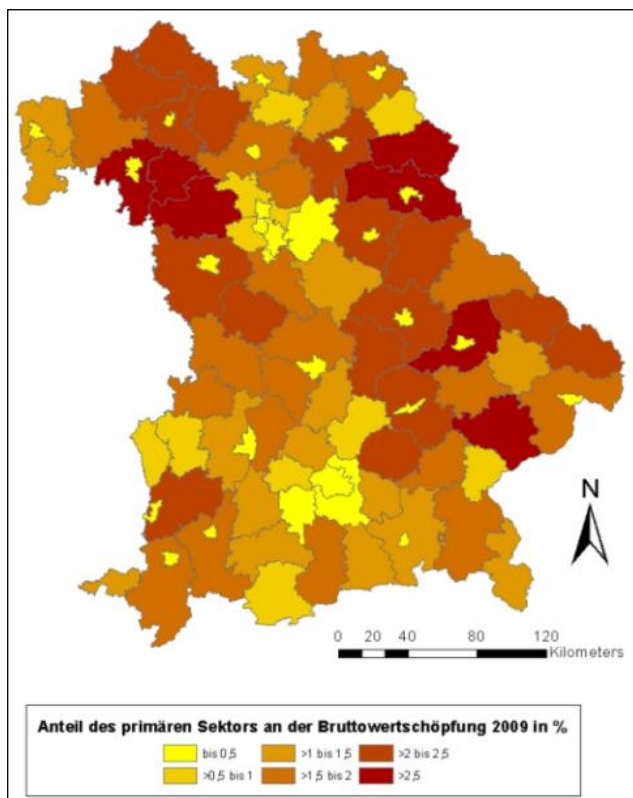 N
0 20 40 80 120
Kilometers
Anteil des primären Sektors an der Bruttowertschöpfung 2009 in %
bis 0,5 >1 bis 1,5 >2 bis 2,5
>0,5 bis 1 >1,5 bis 2 >2,5